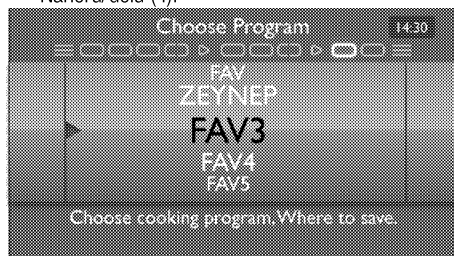 Choose Program 14:30
FAV
ZEYNEP
FAV3
FAV4
FAV5
Choose cooking program. Where to save.